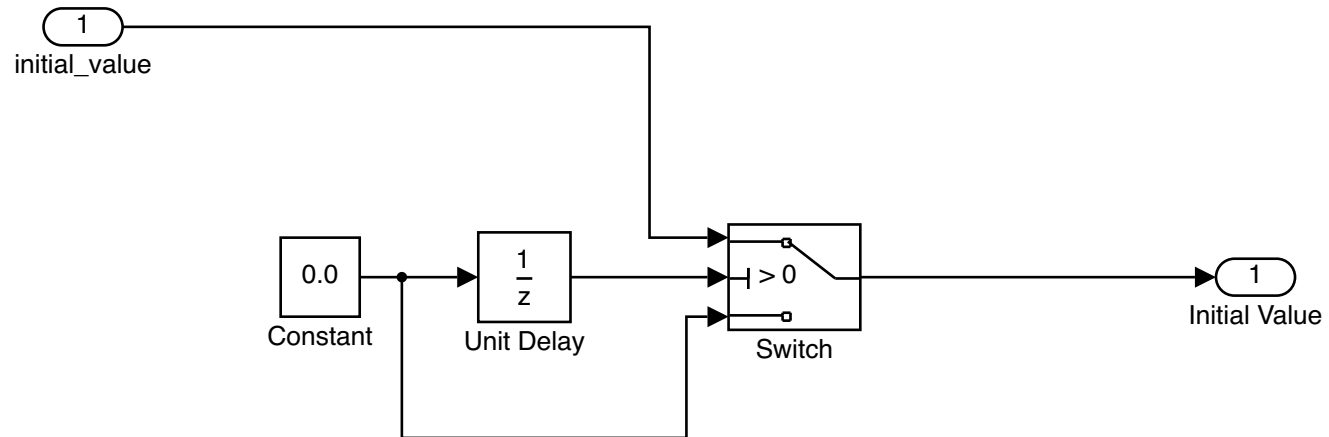 1
initial_value
0.0
Constant
1
z
Unit Delay
> 0
Switch
1
Initial Value